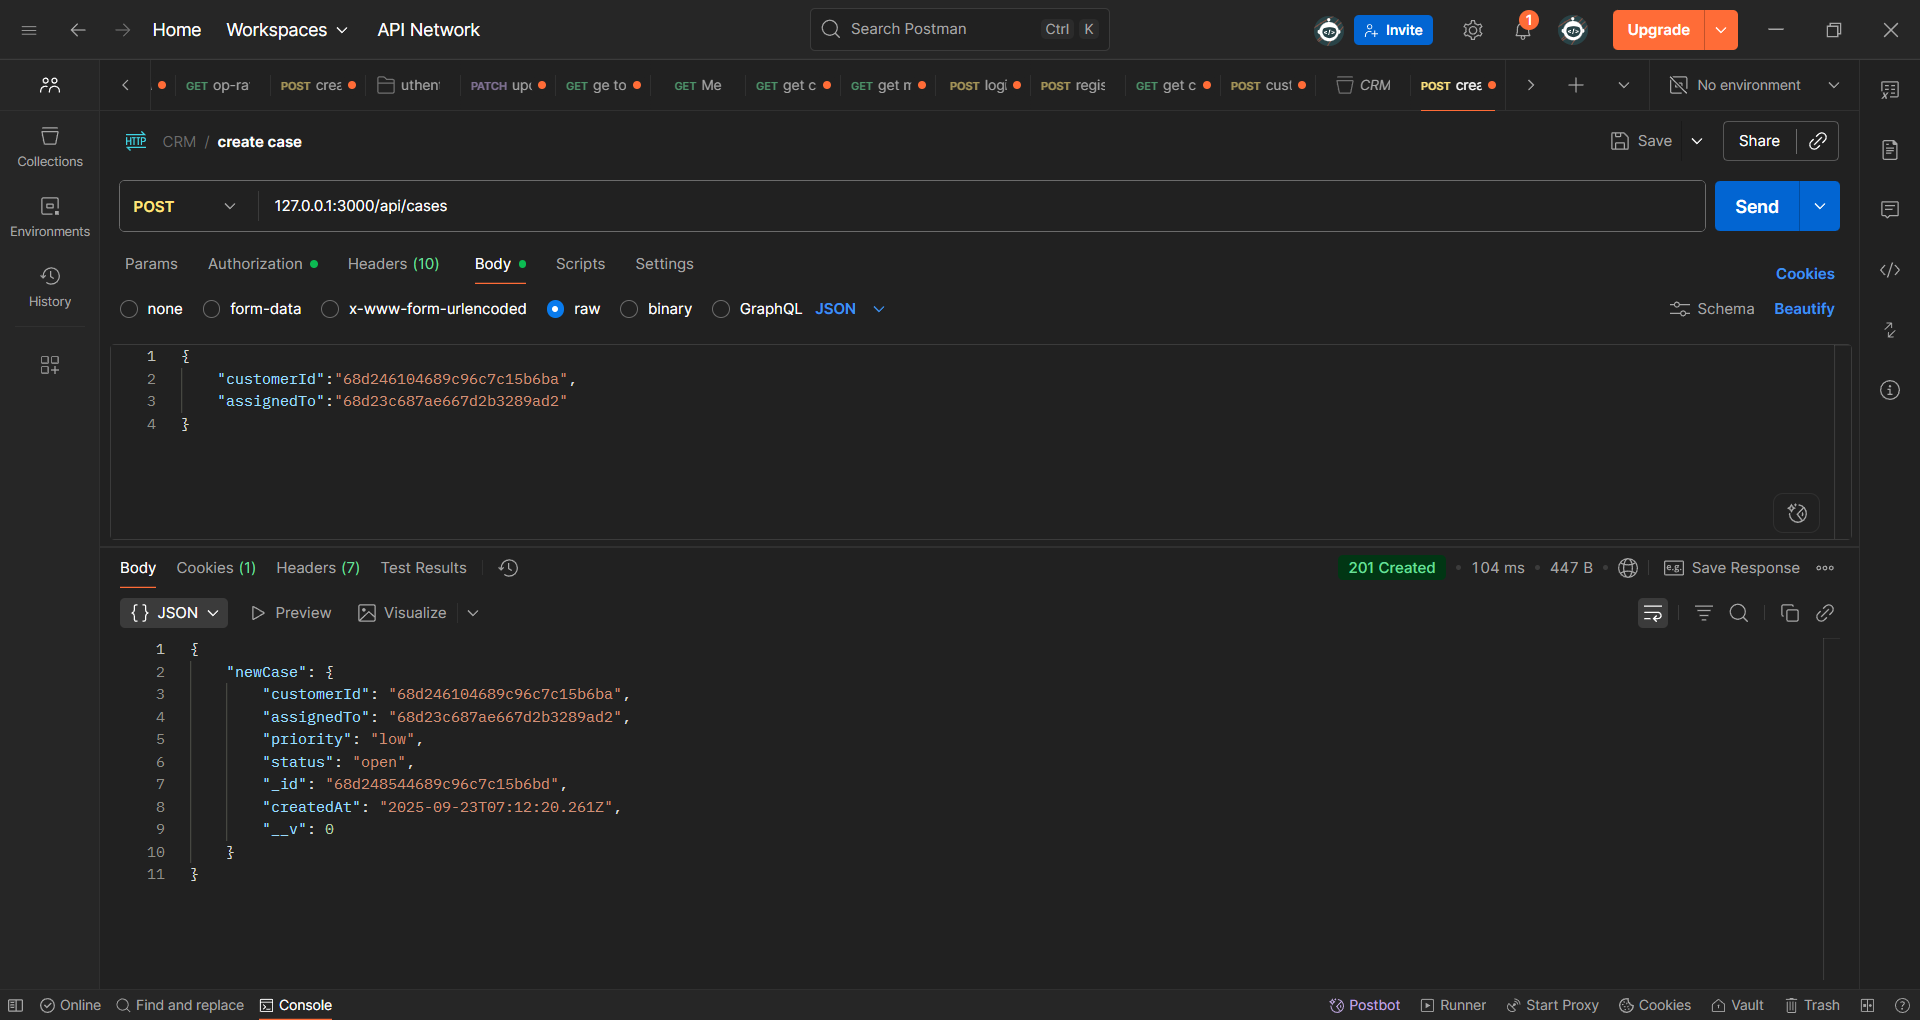 Home Workspaces API Network Search Postman Ctrl K Invite 1 Upgrade
GET op-ra POST crea uthen PATCH upc GET ge to GET Me GET get c GET get m POST logi POST regis GET get c POST cust CRM POST crea No environment
Collections
Environments
History
HTTP CRM / create case Save Share
POST 127.0.0.1:3000/api/cases Send
Params Authorization Headers (10) Body Scripts Settings Cookies
none form-data x-www-form-urlencoded raw binary GraphQL JSON Schema Beautify
1 {
2 "customerId":"68d246104689c96c7c15b6ba",
3 "assignedTo":"68d23c687ae667d2b3289ad2"
4 }
Body Cookies (1) Headers (7) Test Results 201 Created 104 ms 447 B e.g. Save Response
{} JSON Preview Visualize
1 {
2 "newCase": {
3 "customerId": "68d246104689c96c7c15b6ba",
4 "assignedTo": "68d23c687ae667d2b3289ad2",
5 "priority": "low",
6 "status": "open",
7 "_id": "68d248544689c96c7c15b6bd",
8 "createdAt": "2025-09-23T07:12:20.261Z",
9 "__v": 0
10 }
11 }
Online Find and replace Console Postbot Runner Start Proxy Cookies Vault Trash